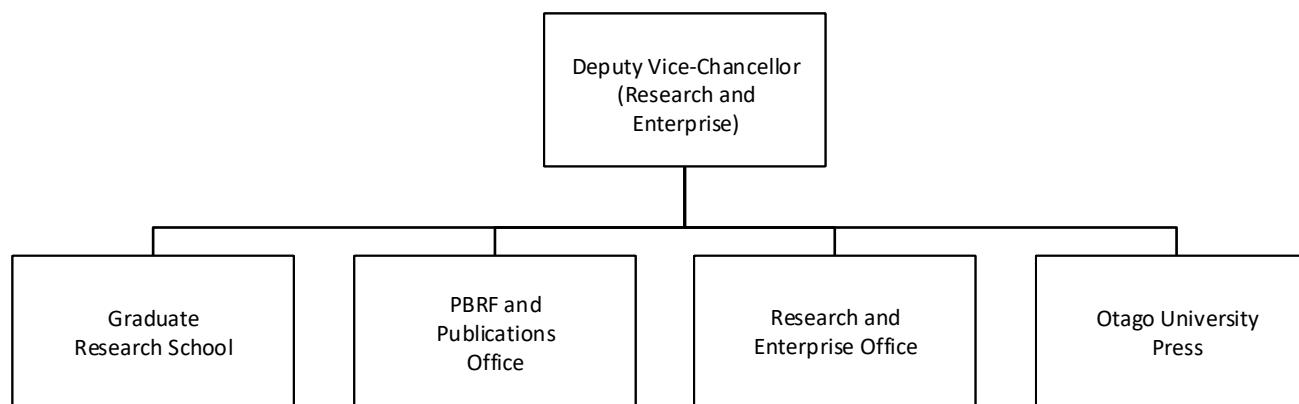 Deputy Vice-Chancellor
(Research and
Enterprise)
Graduate
Research School
PBRF and
Publications
Office
Research and
Enterprise Office
Otago University
Press